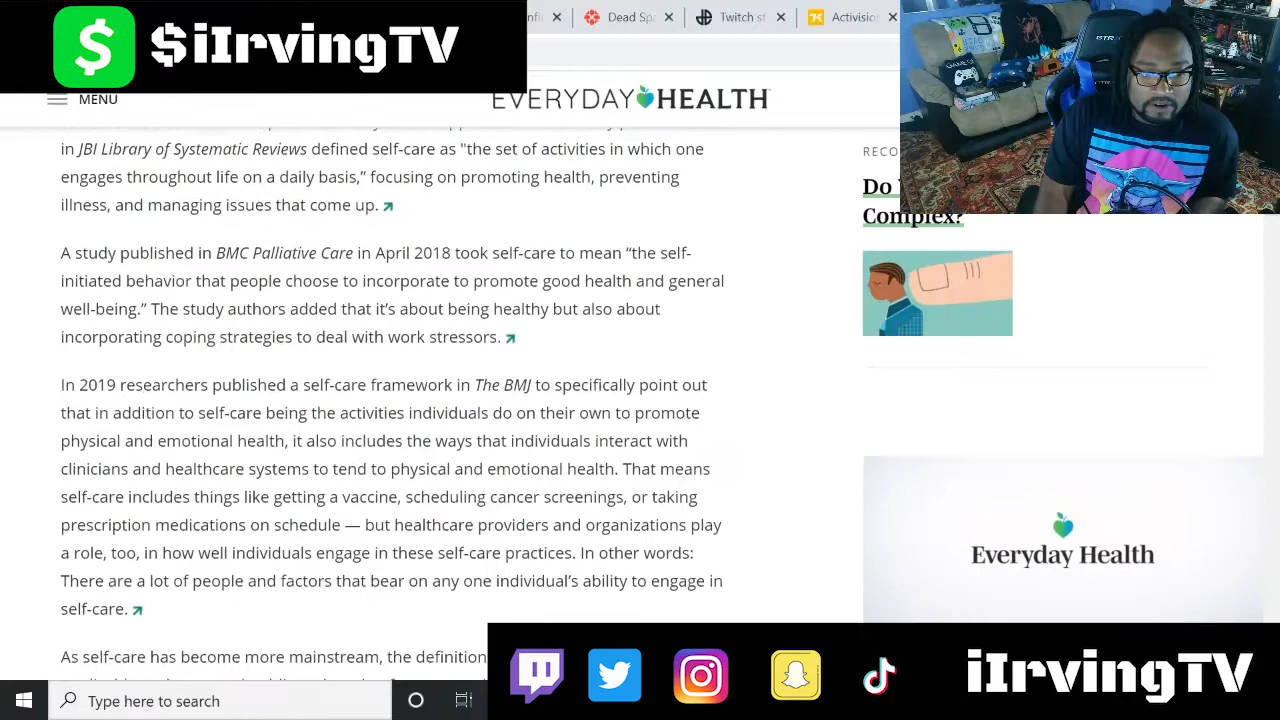 $iIrvingTV
nfi
Dead Spa
Twitch st
Activision
MENU
EVERYDAY HEALTH
in JBI Library of Systematic Reviews defined self-care as "the set of activities in which one
engages throughout life on a daily basis,” focusing on promoting health, preventing
illness, and managing issues that come up.
A study published in BMC Palliative Care in April 2018 took self-care to mean “the self-
initiated behavior that people choose to incorporate to promote good health and general
well-being.” The study authors added that it’s about being healthy but also about
incorporating coping strategies to deal with work stressors.
In 2019 researchers published a self-care framework in The BMJ to specifically point out
that in addition to self-care being the activities individuals do on their own to promote
physical and emotional health, it also includes the ways that individuals interact with
clinicians and healthcare systems to tend to physical and emotional health. That means
self-care includes things like getting a vaccine, scheduling cancer screenings, or taking
prescription medications on schedule — but healthcare providers and organizations play
a role, too, in how well individuals engage in these self-care practices. In other words:
There are a lot of people and factors that bear on any one individual’s ability to engage in
self-care.
As self-care has become more mainstream, the definition
RECO
Do
Complex?
Everyday Health
iIrvingTV
Type here to search